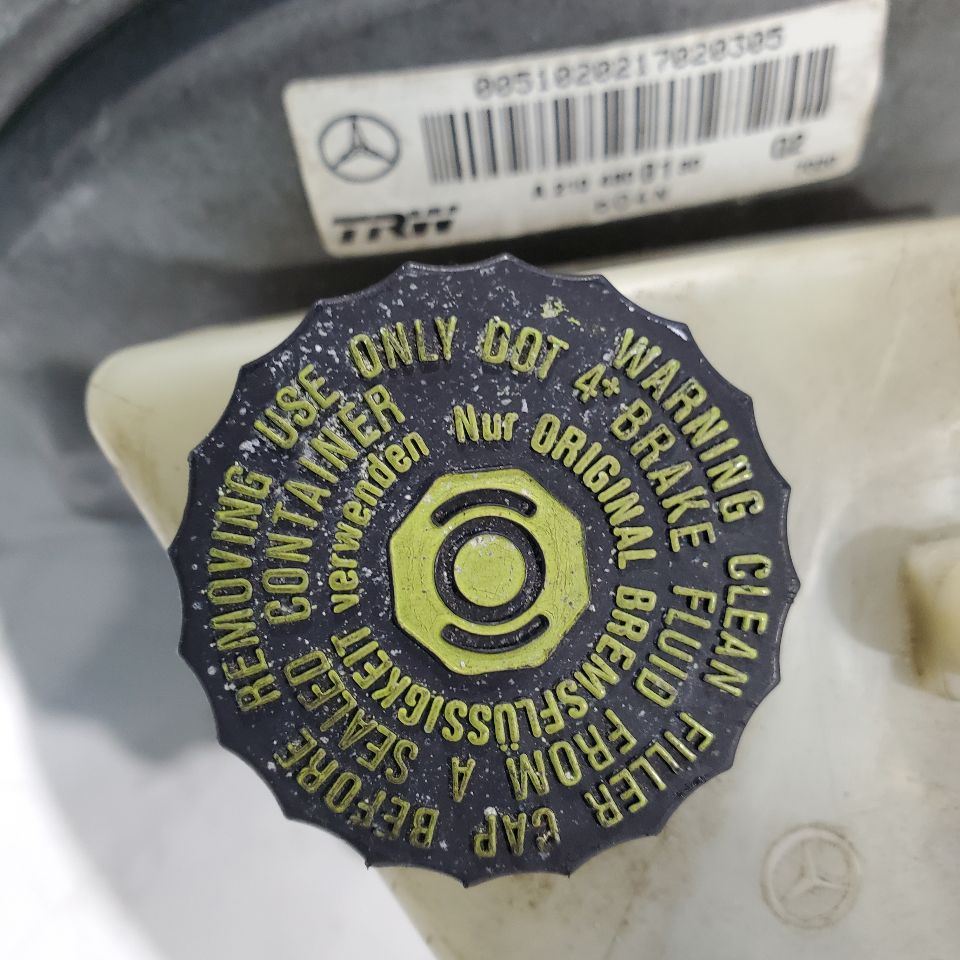 0051020217020305
02
TRW
WARNING CLEAN FILLER CAP BEFORE REMOVING
USE ONLY DOT 4* BRAKE FLUID FROM A SEALED CONTAINER
Nur ORIGINAL BREMSFLÜSSIGKEIT verwenden